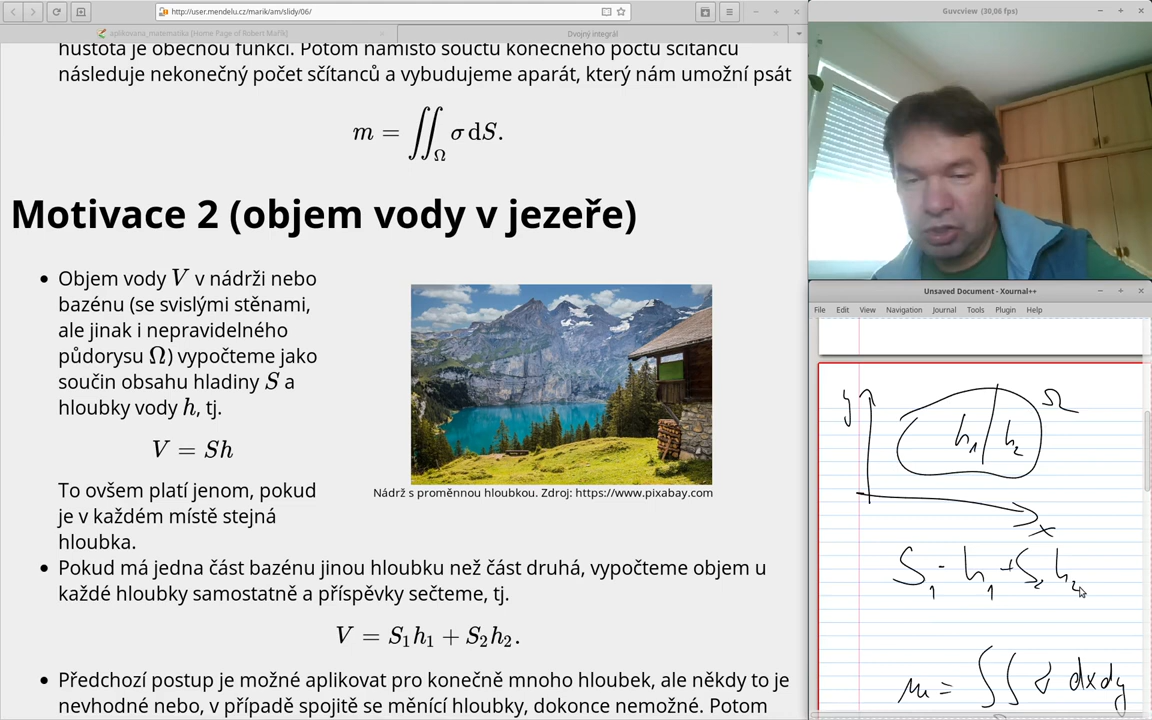 http://user.mendelu.cz/marik/am/slidy/06/
aplikovana_matematika [Home Page of Robert Mařík]
Dvojný integrál
hustota je obecnou funkcí. Potom namísto součtu konečného počtu sčítanců
následuje nekonečný počet sčítanců a vybudujeme aparát, který nám umožní psát
m = ∬_Ω σ dS.
Motivace 2 (objem vody v jezeře)
• Objem vody V v nádrži nebo
bazénu (se svislými stěnami,
ale jinak i nepravidelného
půdorysu Ω) vypočteme jako
součin obsahu hladiny S a
hloubky vody h, tj.
V = Sh
To ovšem platí jenom, pokud
je v každém místě stejná
hloubka.
Nádrž s proměnnou hloubkou. Zdroj: https://www.pixabay.com
• Pokud má jedna část bazénu jinou hloubku než část druhá, vypočteme objem u
každé hloubky samostatně a příspěvky sečteme, tj.
V = S₁h₁ + S₂h₂.
• Předchozí postup je možné aplikovat pro konečně mnoho hloubek, ale někdy to je
nevhodné nebo, v případě spojitě se měnící hloubky, dokonce nemožné. Potom
Guvcview (30,06 fps)
Unsaved Document - Xournal++
File Edit View Navigation Journal Tools Plugin Help
y
Ω
h₁ h₂
x
S₁ · h₁ + S₂ h₂
m = ∬ σ dxdy